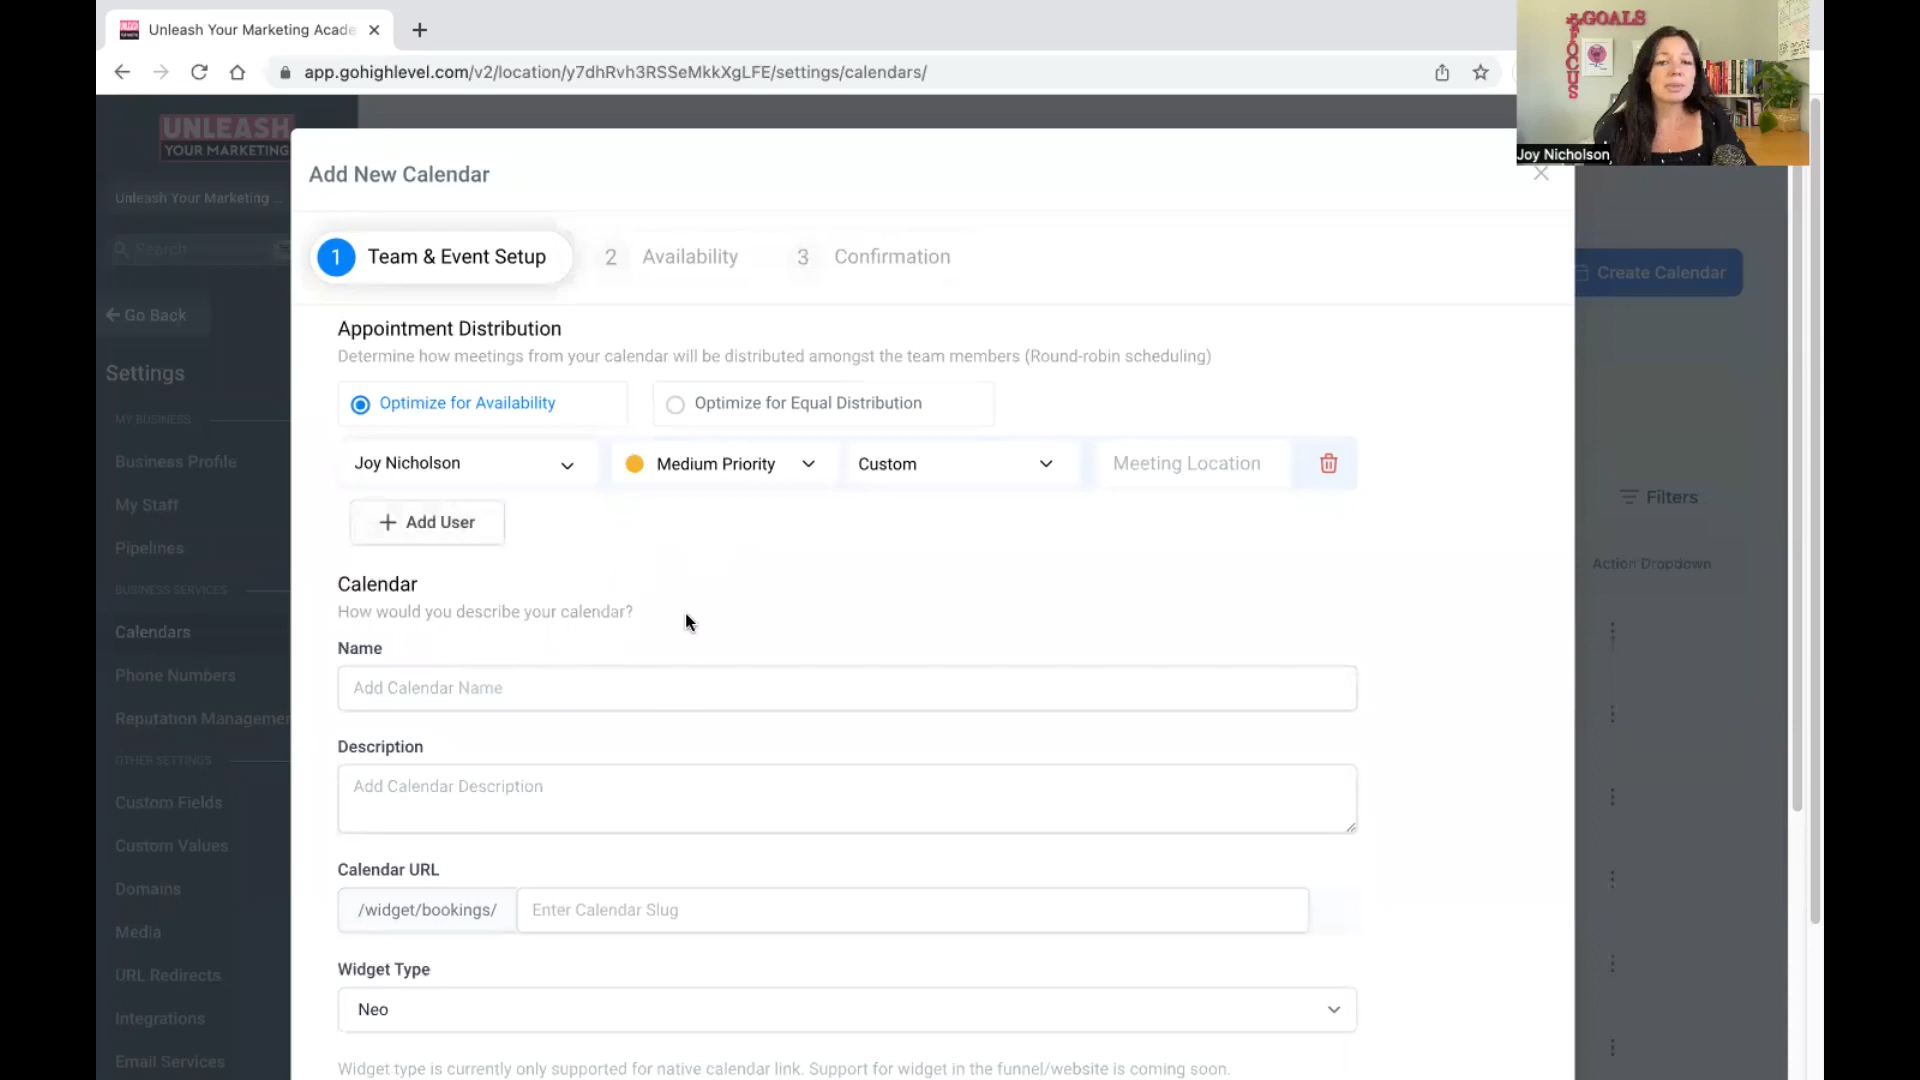 Unleash Your Marketing Acade
app.gohighlevel.com/v2/location/y7dhRvh3RSSeMkkXgLFE/settings/calendars/
GOALS
FOCUS
Joy Nicholson
UNLEASH
YOUR MARKETING
Unleash Your Marketing ...
Search
Go Back
Settings
MY BUSINESS
Business Profile
My Staff
Pipelines
BUSINESS SERVICES
Calendars
Phone Numbers
Reputation Managemen
OTHER SETTINGS
Custom Fields
Custom Values
Domains
Media
URL Redirects
Integrations
Email Services
Add New Calendar
1 Team & Event Setup 2 Availability 3 Confirmation
Appointment Distribution
Determine how meetings from your calendar will be distributed amongst the team members (Round-robin scheduling)
Optimize for Availability Optimize for Equal Distribution
Joy Nicholson Medium Priority Custom Meeting Location
+ Add User
Calendar
How would you describe your calendar?
Name
Add Calendar Name
Description
Add Calendar Description
Calendar URL
/widget/bookings/ Enter Calendar Slug
Widget Type
Neo
Widget type is currently only supported for native calendar link. Support for widget in the funnel/website is coming soon.
Create Calendar
Filters
Action Dropdown